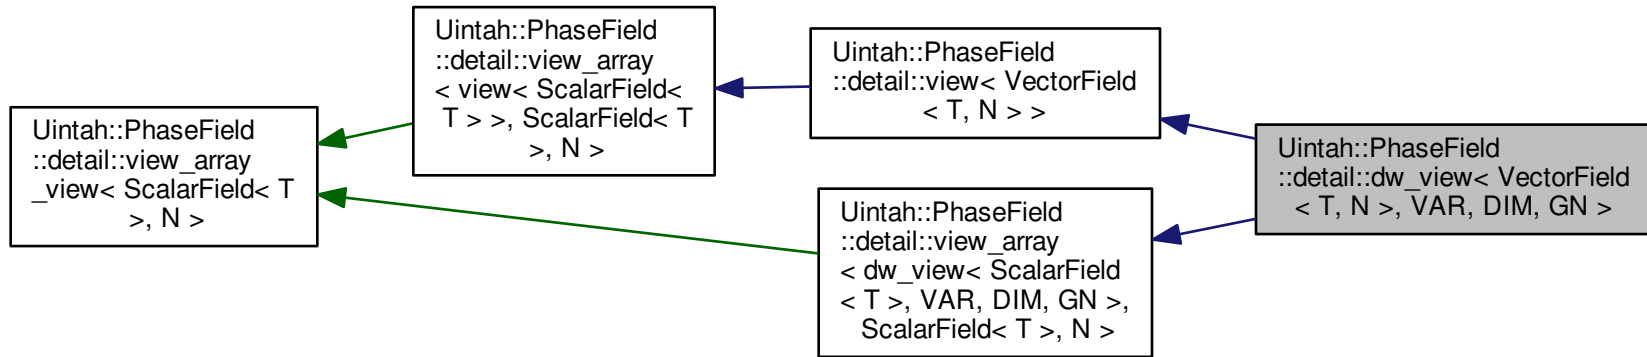 Uintah::PhaseField
::detail::view_array
_view< ScalarField< T
>, N >
Uintah::PhaseField
::detail::view_array
< view< ScalarField<
T > >, ScalarField< T
>, N >
Uintah::PhaseField
::detail::view< VectorField
< T, N > >
Uintah::PhaseField
::detail::view_array
< dw_view< ScalarField
< T >, VAR, DIM, GN >,
ScalarField< T >, N >
Uintah::PhaseField
::detail::dw_view< VectorField
< T, N >, VAR, DIM, GN >